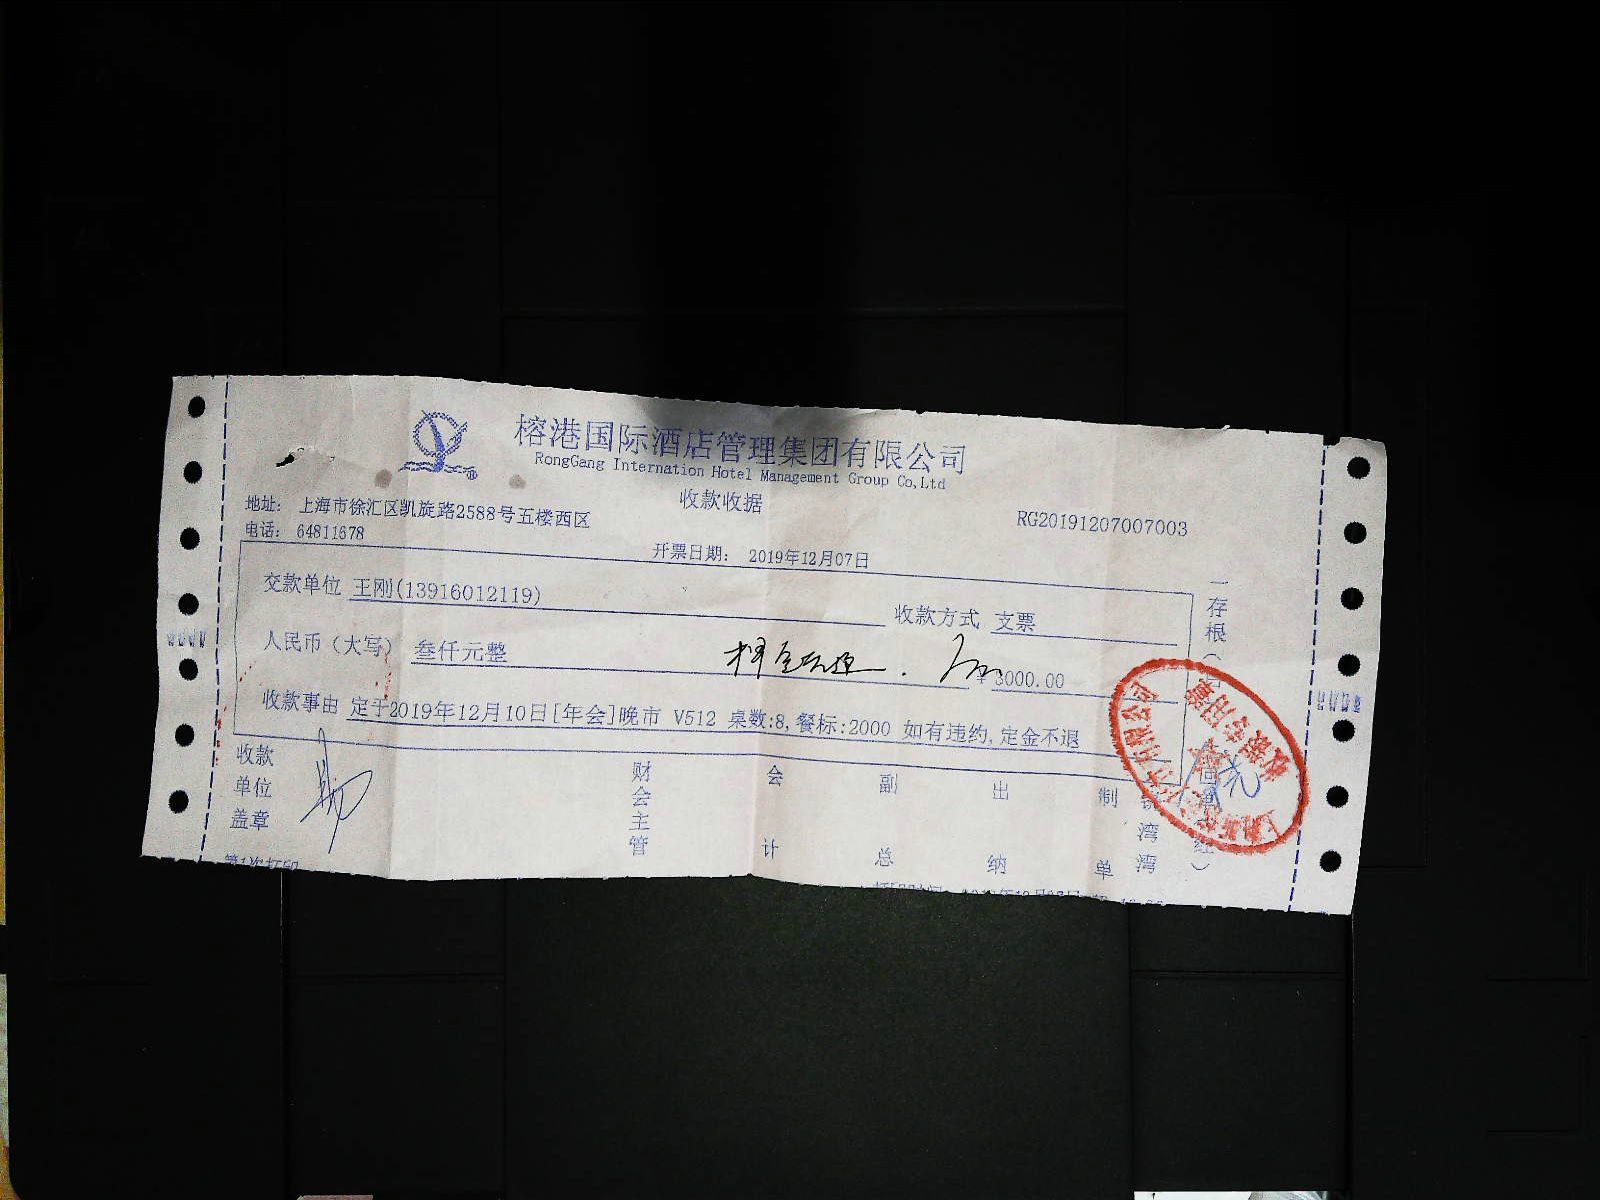 榕港国际酒店管理集团有限公司
RongGang Internation Hotel Management Group Co,Ltd
收款收据
地址: 上海市徐汇区凯旋路2588号五楼西区
RG20191207007003
电话: 64811678
开票日期: 2019年12月07日
交款单位 王刚(13916012119)
收款方式 支票
人民币（大写） 叁仟元整
¥ 3000.00
收款事由 定于2019年12月10日[年会]晚市 V512 桌数:8,餐标:2000 如有违约,定金不退
收款单位盖章
财会主管
会计
副总
出纳
制单
湾湾
一存根
第1次打印